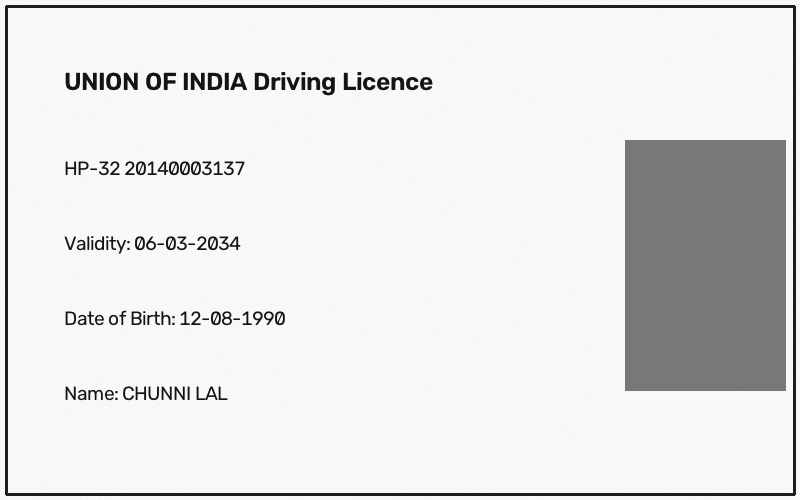 UNION OF INDIA Driving Licence
HP-32 20140003137
Validity: 06-03-2034
Date of Birth: 12-08-1990
Name: CHUNNI LAL